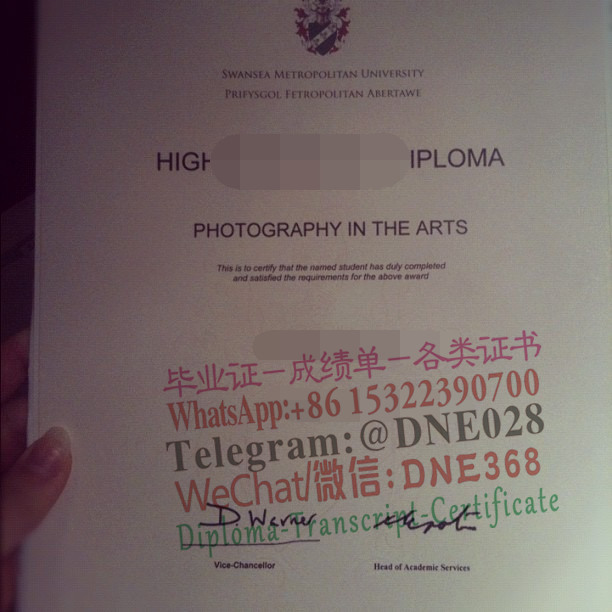 SWANSEA METROPOLITAN UNIVERSITY
PRIFYSGOL FETROPOLITAN ABERTAWE
HIGH IPLOMA
PHOTOGRAPHY IN THE ARTS
This is to certify that the named student has duly completed
and satisfied the requirements for the above award
毕业证—成绩单—各类证书
WhatsApp:+86 15322390700
Telegram:@DNE028
WeChat/微信:DNE368
D Warner
Diploma-Transcript-Certificate
Vice-Chancellor
Head of Academic Services